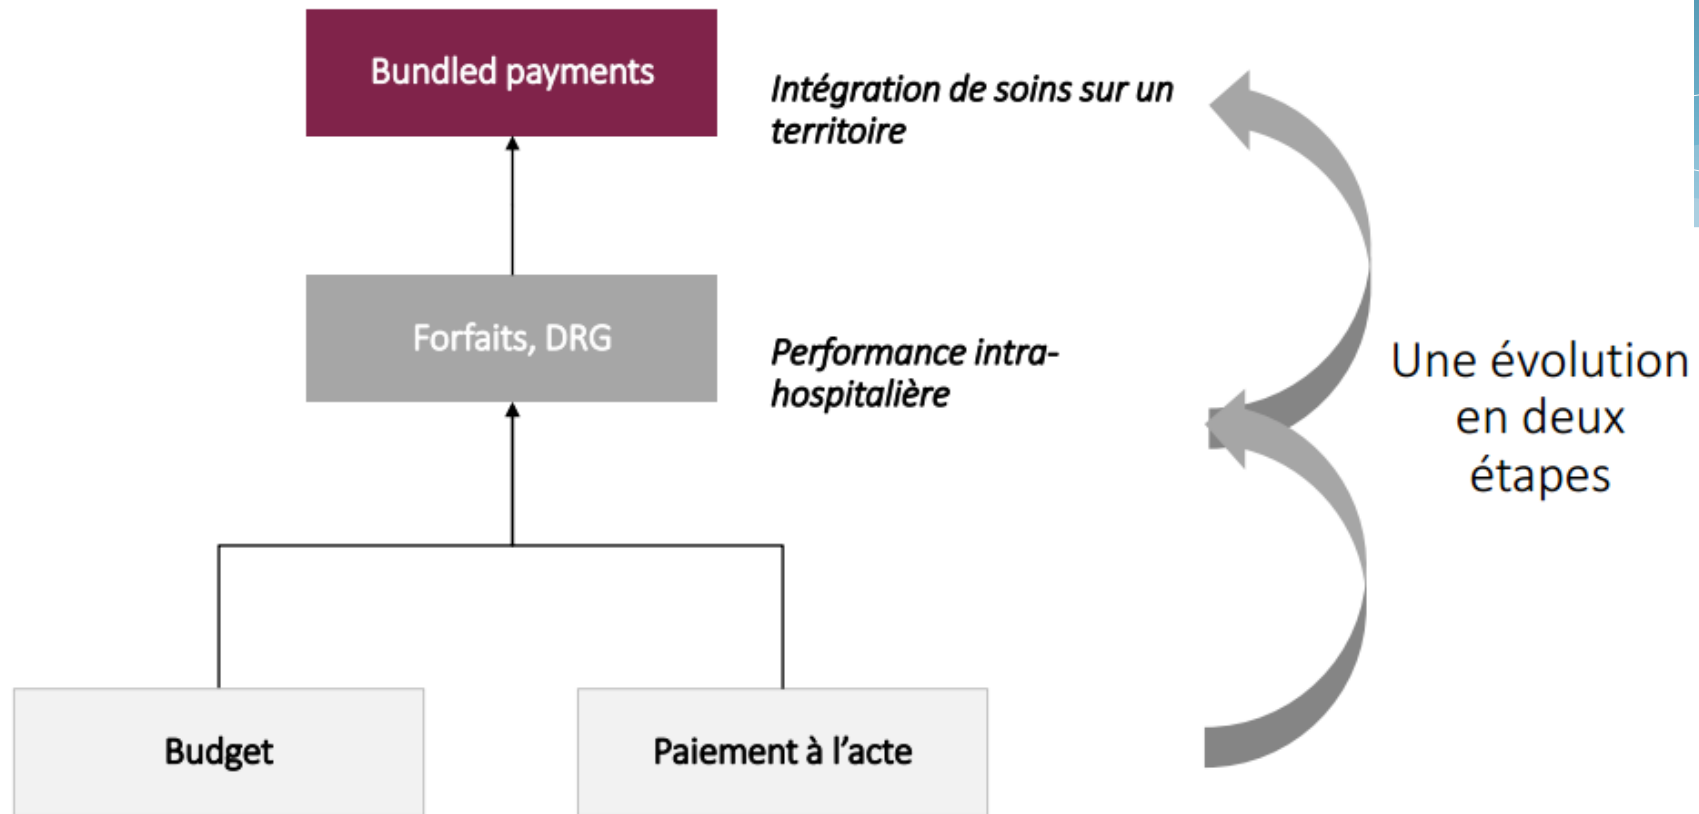 Bundled payments
Intégration de soins sur un
territoire
Forfaits, DRG
Performance intra-
hospitalière
Une évolution
en deux
étapes
Budget
Paiement à l'acte